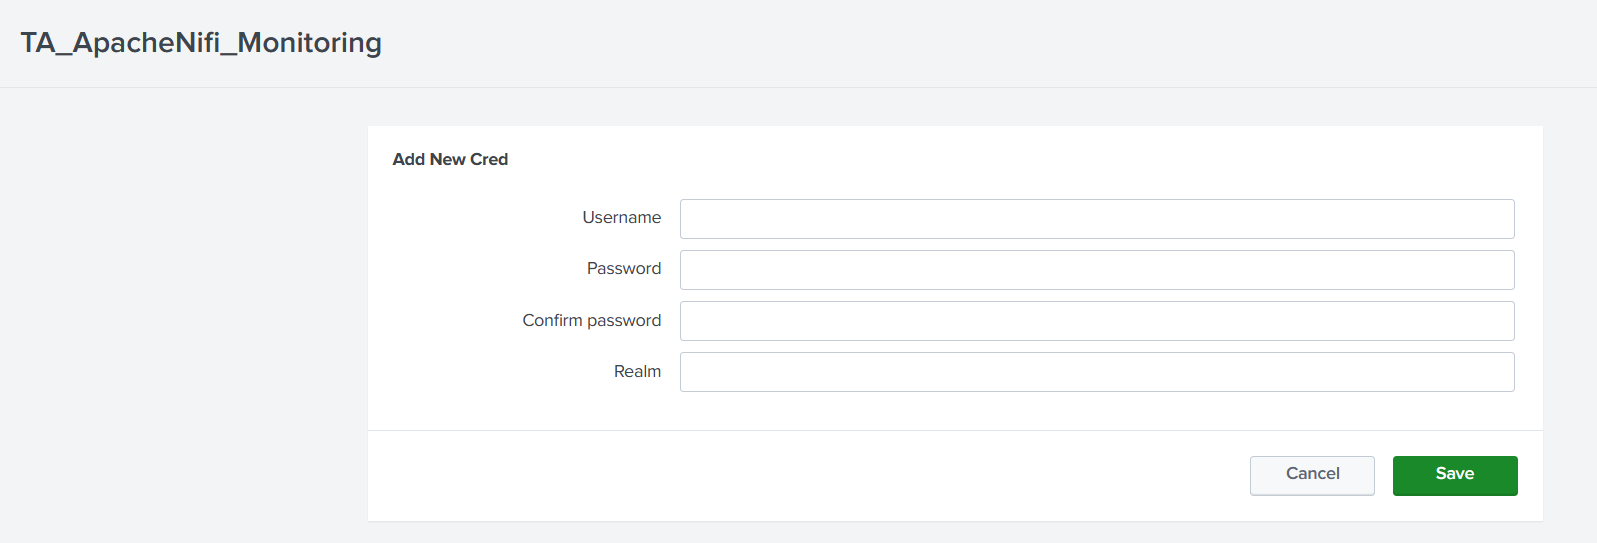 TA_ApacheNifi_Monitoring
Add New Cred
Username
Password
Confirm password
Realm
Cancel Save